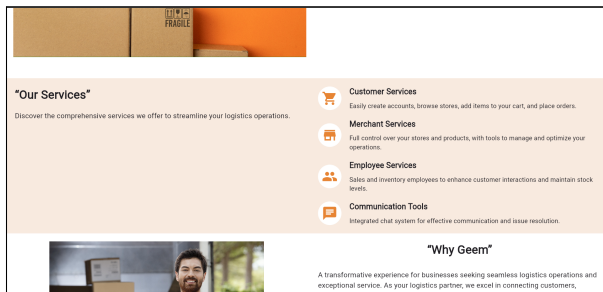 FRAGILE
“Our Services”
Discover the comprehensive services we offer to streamline your logistics operations.
Customer Services
Easily create accounts, browse stores, add items to your cart, and place orders.
Merchant Services
Full control over your stores and products, with tools to manage and optimize your
operations.
Employee Services
Sales and inventory employees to enhance customer interactions and maintain stock
levels.
Communication Tools
Integrated chat system for effective communication and issue resolution.
“Why Geem”
A transformative experience for businesses seeking seamless logistics operations and
exceptional service. As your logistics partner, we excel in connecting customers,